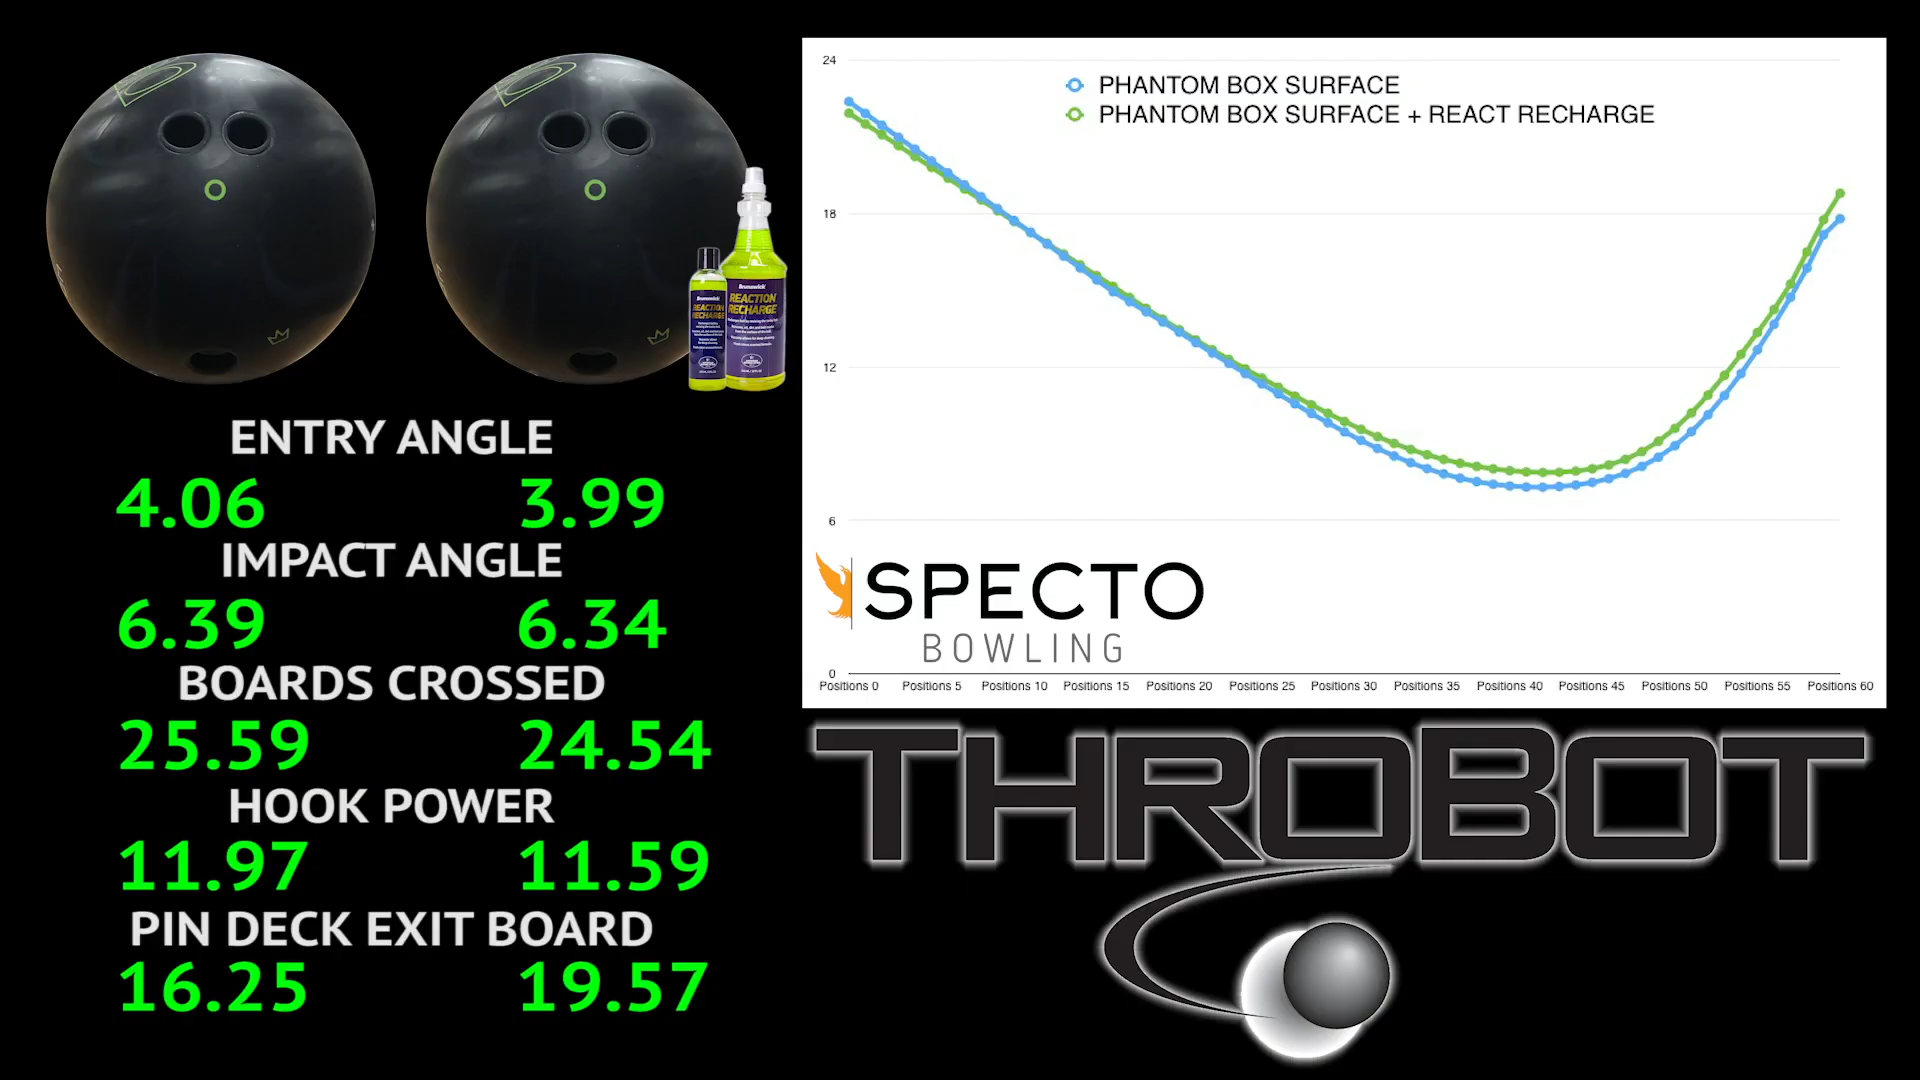 ENTRY ANGLE
4.06 3.99
IMPACT ANGLE
6.39 6.34
BOARDS CROSSED
25.59 24.54
HOOK POWER
11.97 11.59
PIN DECK EXIT BOARD
16.25 19.57
Brunswick
REACTION
RECHARGE
Brunswick
REACTION
RECHARGE
PHANTOM BOX SURFACE
PHANTOM BOX SURFACE + REACT RECHARGE
24
18
12
6
0
Positions 0 Positions 5 Positions 10 Positions 15 Positions 20 Positions 25 Positions 30 Positions 35 Positions 40 Positions 45 Positions 50 Positions 55 Positions 60
SPECTO
BOWLING
THROBOT